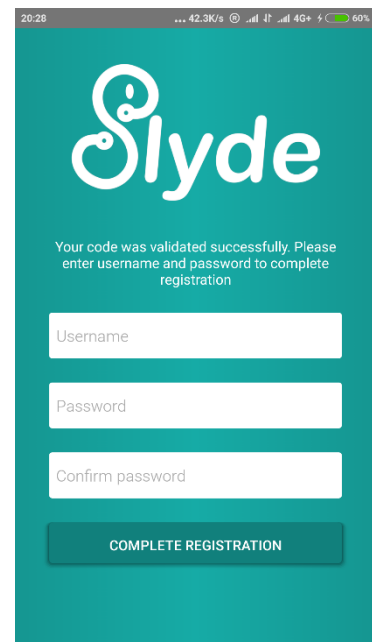 20:28 ... 42.3K/s ® 4G+ 60%
Slyde
Your code was validated successfully. Please
enter username and password to complete
registration
Username
Password
Confirm password
COMPLETE REGISTRATION